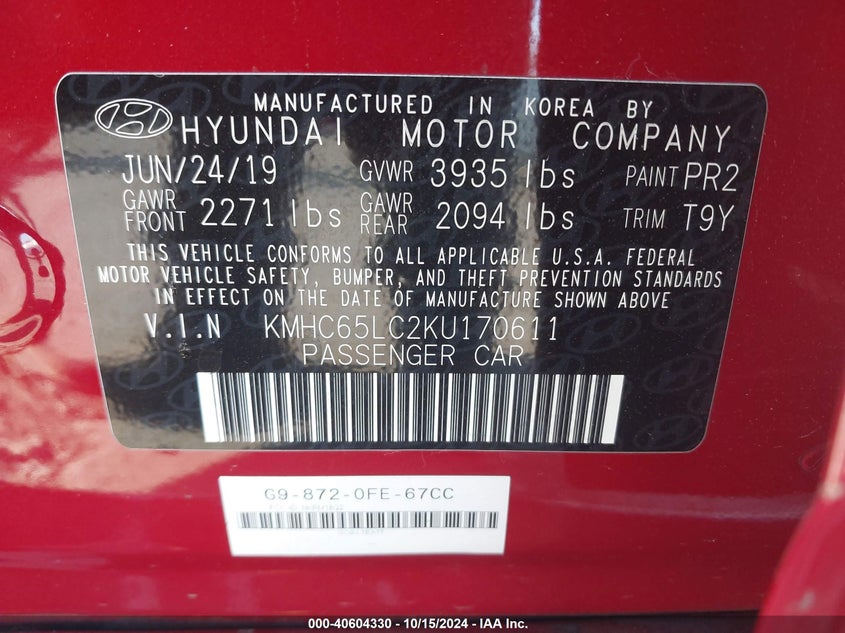 MANUFACTURED IN KOREA BY
HYUNDAI MOTOR COMPANY
JUN/24/19 GVWR 3935 lbs PAINT PR2
GAWR FRONT 2271 lbs GAWR REAR 2094 lbs TRIM T9Y
THIS VEHICLE CONFORMS TO ALL APPLICABLE U.S.A. FEDERAL
MOTOR VEHICLE SAFETY, BUMPER, AND THEFT PREVENTION STANDARDS
IN EFFECT ON THE DATE OF MANUFACTURE SHOWN ABOVE
V.I.N KMHC65LC2KU170611
PASSENGER CAR
G9-872-0FE-67CC
000-40604330 - 10/15/2024 - IAA Inc.